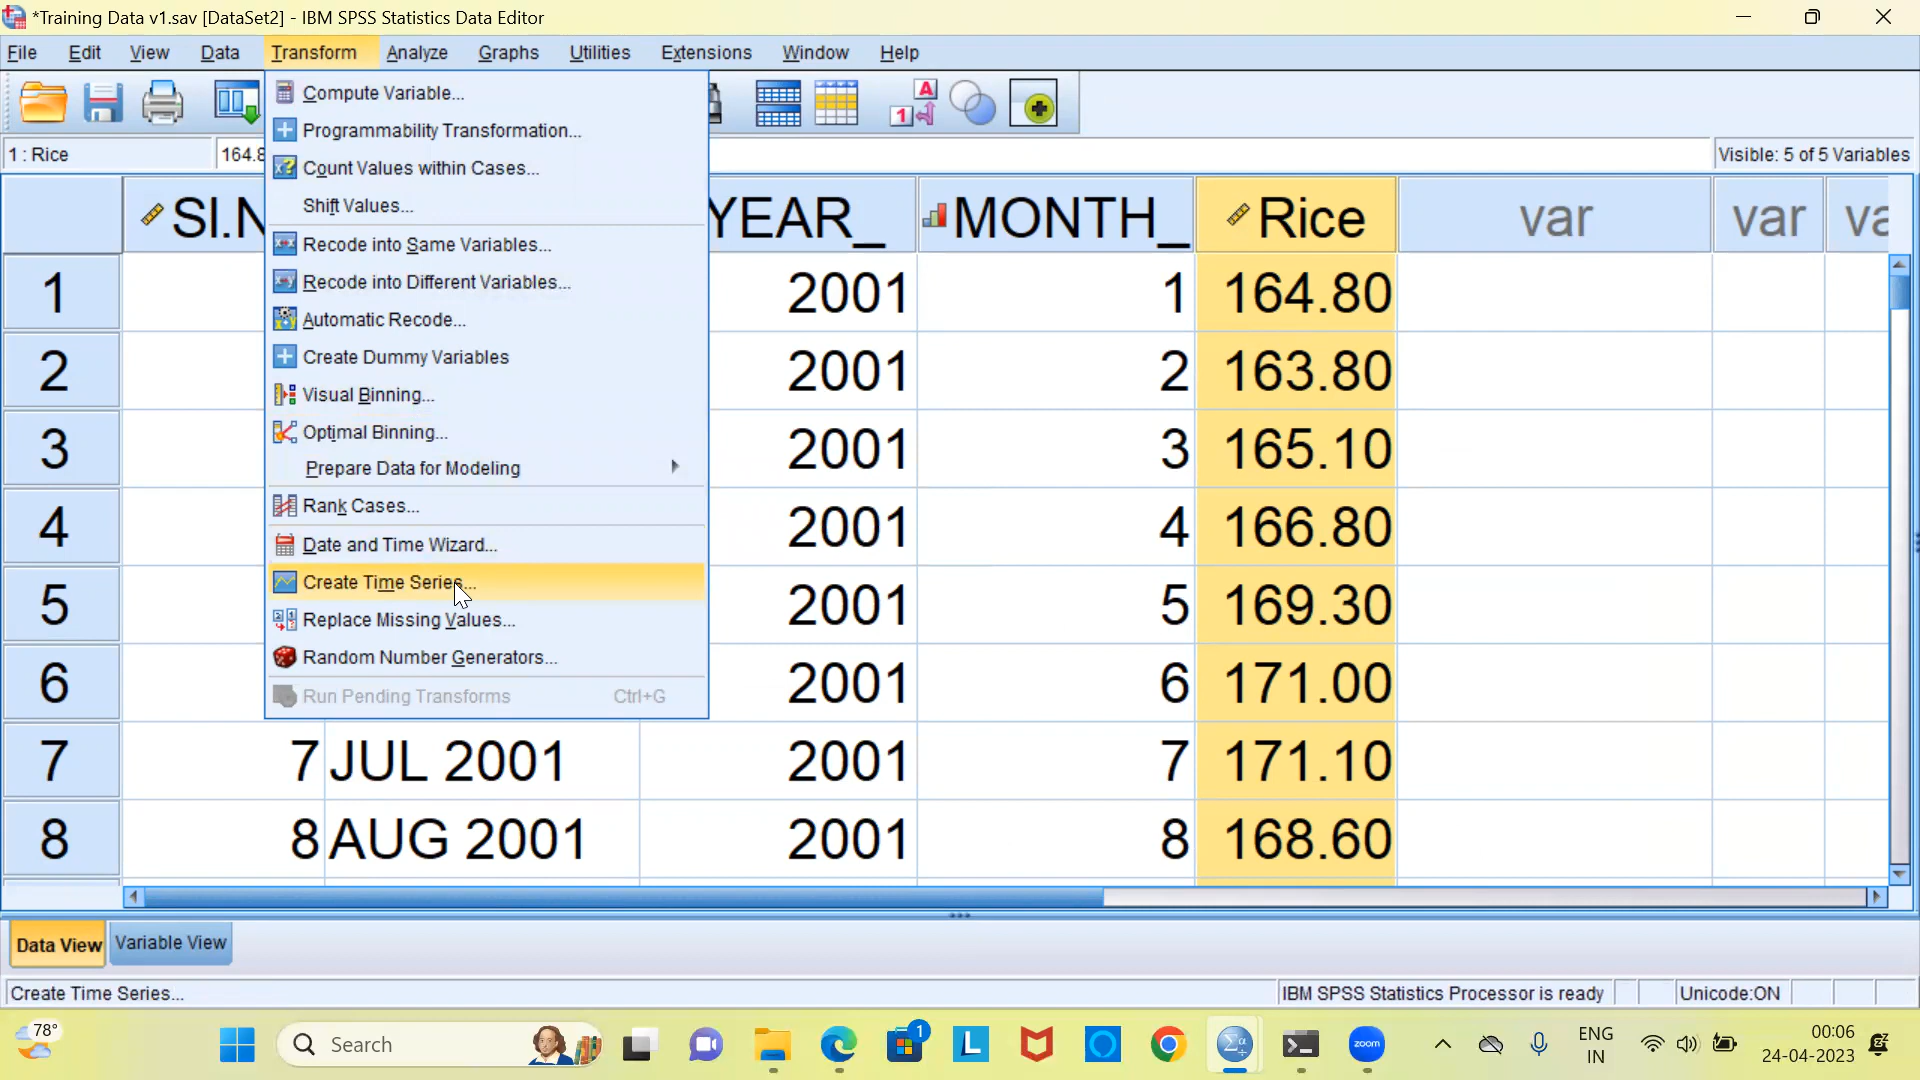 *Training Data v1.sav [DataSet2] - IBM SPSS Statistics Data Editor
File Edit View Data Transform Analyze Graphs Utilities Extensions Window Help
1 : Rice 164.8 Visible: 5 of 5 Variables
Compute Variable...
Programmability Transformation...
Count Values within Cases...
Shift Values...
Recode into Same Variables...
Recode into Different Variables...
Automatic Recode...
Create Dummy Variables
Visual Binning...
Optimal Binning...
Prepare Data for Modeling
Rank Cases...
Date and Time Wizard...
Create Time Series...
Replace Missing Values...
Random Number Generators...
Run Pending Transforms Ctrl+G
Sl.N YEAR_ MONTH_ Rice var var va
1 2001 1 164.80
2 2001 2 163.80
3 2001 3 165.10
4 2001 4 166.80
5 2001 5 169.30
6 2001 6 171.00
7 7 JUL 2001 2001 7 171.10
8 8 AUG 2001 2001 8 168.60
Data View Variable View
Create Time Series... IBM SPSS Statistics Processor is ready Unicode:ON
78° Search 1 L zoom ENG 00:06
IN 24-04-2023